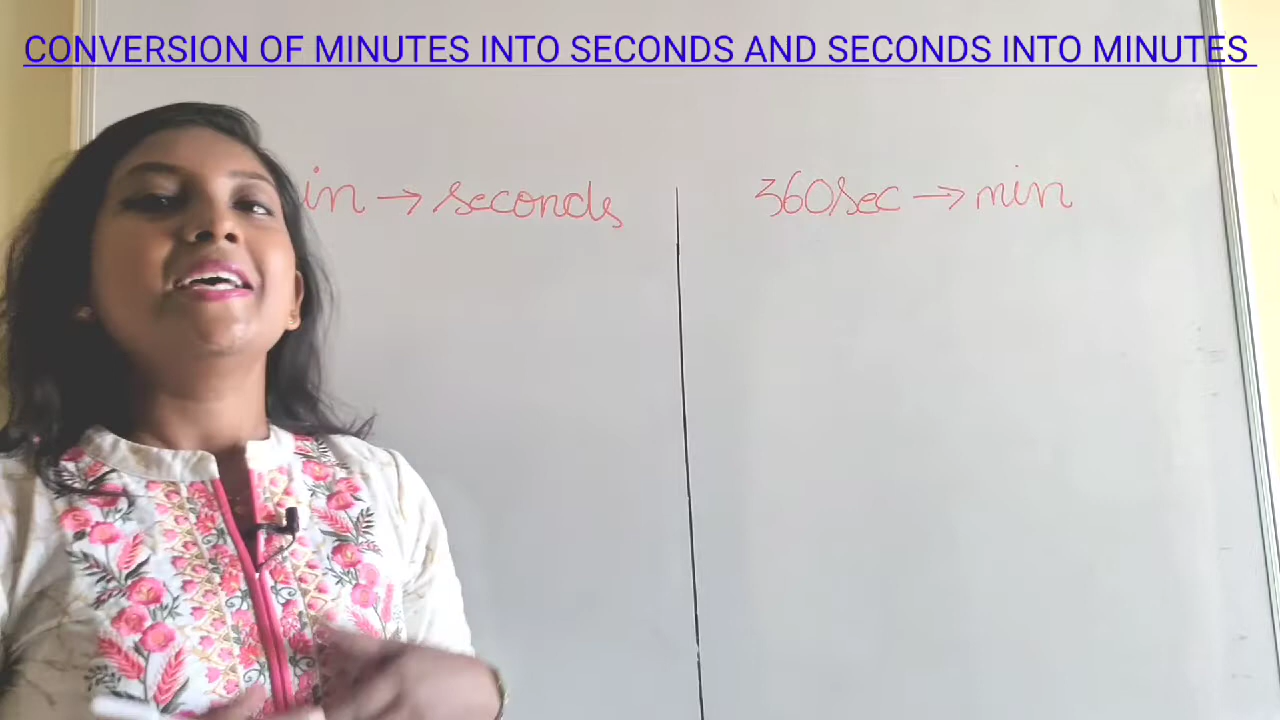 CONVERSION OF MINUTES INTO SECONDS AND SECONDS INTO MINUTES
in → seconds
360sec → min